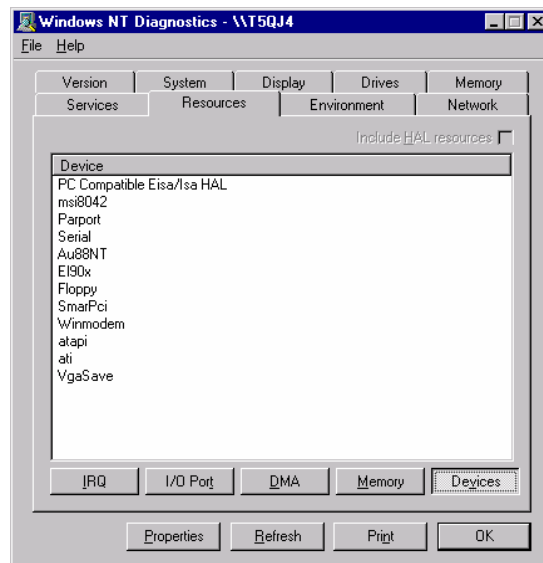 Windows NT Diagnostics - \\T5QJ4
File Help
Version System Display Drives Memory
Services Resources Environment Network
Include HAL resources
Device
PC Compatible Eisa/Isa HAL
msi8042
Parport
Serial
Au88NT
El90x
Floppy
SmarPci
Winmodem
atapi
ati
VgaSave
IRQ I/O Port DMA Memory Devices
Properties Refresh Print OK